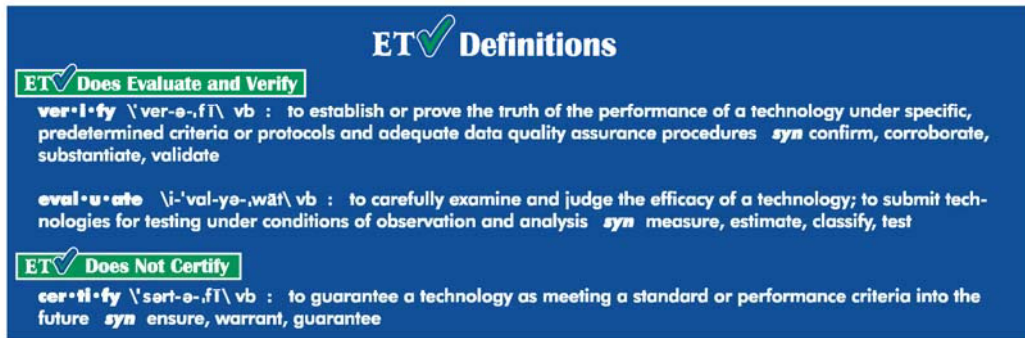 ETV Definitions
ETV Does Evaluate and Verify
ver•i•fy \'ver-ə-,fī\ vb : to establish or prove the truth of the performance of a technology under specific,
predetermined criteria or protocols and adequate data quality assurance procedures syn confirm, corroborate,
substantiate, validate
eval•u•ate \i-'val-yə-,wāt\ vb : to carefully examine and judge the efficacy of a technology; to submit tech-
nologies for testing under conditions of observation and analysis syn measure, estimate, classify, test
ETV Does Not Certify
cer•ti•fy \'sərt-ə-,fī\ vb : to guarantee a technology as meeting a standard or performance criteria into the
future syn ensure, warrant, guarantee